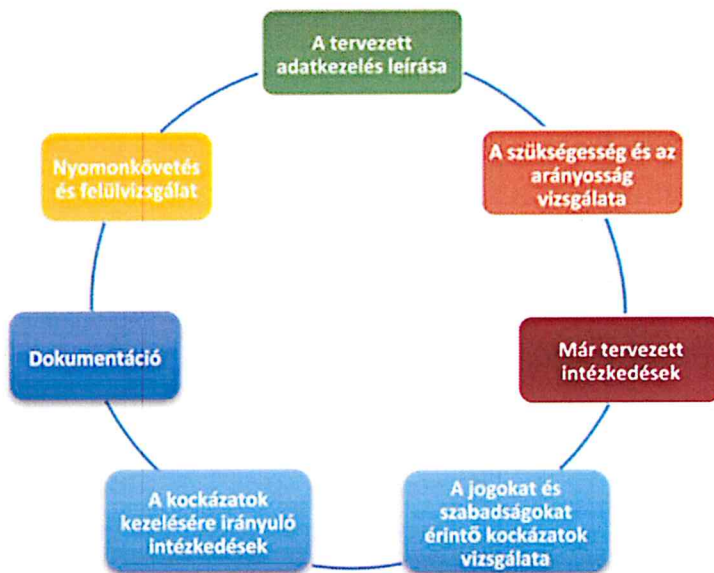 A tervezett
adatkezelés leírása
A szükségesség és az
arányosság
vizsgálata
Már tervezett
intézkedések
A jogokat és
szabadságokat
érintő kockázatok
vizsgálata
A kockázatok
kezelésére irányuló
intézkedések
Dokumentáció
Nyomonkövetés
és felülvizsgálat